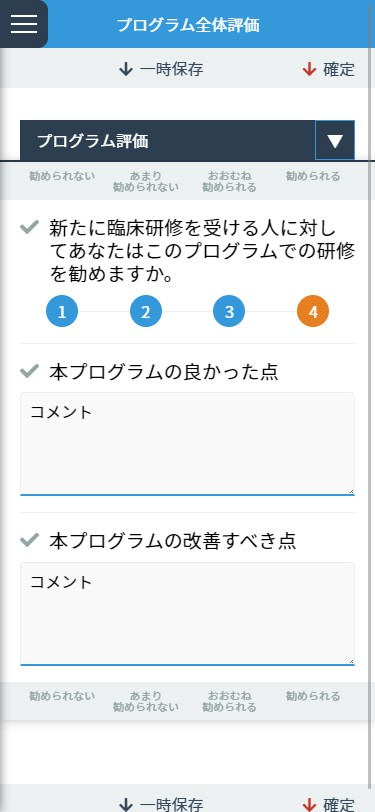 プログラム全体評価
一時保存 確定
プログラム評価 ▼
勧められない あまり勧められない おおむね勧められる 勧められる
新たに臨床研修を受ける人に対し
てあなたはこのプログラムでの研修
を勧めますか。
1 2 3 4
本プログラムの良かった点
コメント
本プログラムの改善すべき点
コメント
勧められない あまり勧められない おおむね勧められる 勧められる
一時保存 確定